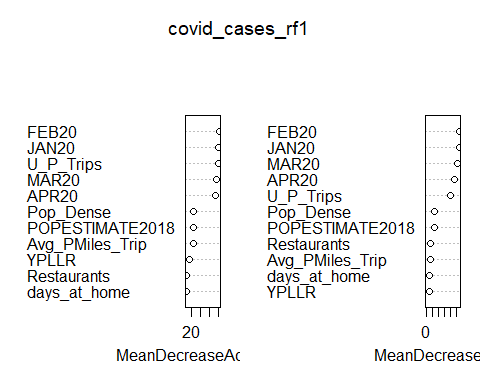 covid_cases_rf1
FEB20
JAN20
U_P_Trips
MAR20
APR20
Pop_Dense
POPESTIMATE2018
Avg_PMiles_Trip
YPLLR
Restaurants
days_at_home
20
MeanDecreaseAc
FEB20
JAN20
MAR20
APR20
U_P_Trips
Pop_Dense
POPESTIMATE2018
Restaurants
Avg_PMiles_Trip
days_at_home
YPLLR
0
MeanDecrease